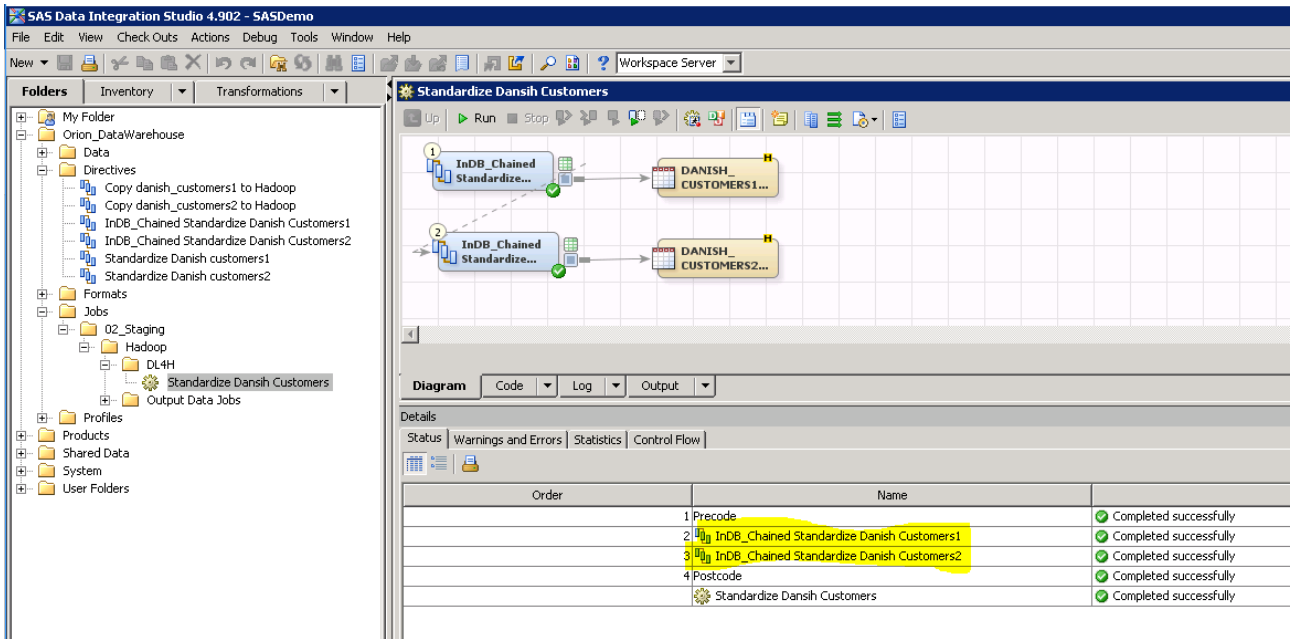 SAS Data Integration Studio 4.902 - SASDemo
File Edit View Check Outs Actions Debug Tools Window Help
New Workspace Server
Folders Inventory Transformations
My Folder
Orion_DataWarehouse
Data
Directives
Copy danish_customers1 to Hadoop
Copy danish_customers2 to Hadoop
InDB_Chained Standardize Danish Customers1
InDB_Chained Standardize Danish Customers2
Standardize Danish customers1
Standardize Danish customers2
Formats
Jobs
02_Staging
Hadoop
DL4H
Standardize Dansih Customers
Output Data Jobs
Profiles
Products
Shared Data
System
User Folders
Standardize Dansih Customers
Up Run Stop
1
InDB_Chained
Standardize...
H
DANISH_
CUSTOMERS1...
2
InDB_Chained
Standardize...
H
DANISH_
CUSTOMERS2...
Diagram Code Log Output
Details
Status Warnings and Errors Statistics Control Flow
Order Name
1 Precode Completed successfully
2 InDB_Chained Standardize Danish Customers1 Completed successfully
3 InDB_Chained Standardize Danish Customers2 Completed successfully
4 Postcode Completed successfully
Standardize Dansih Customers Completed successfully